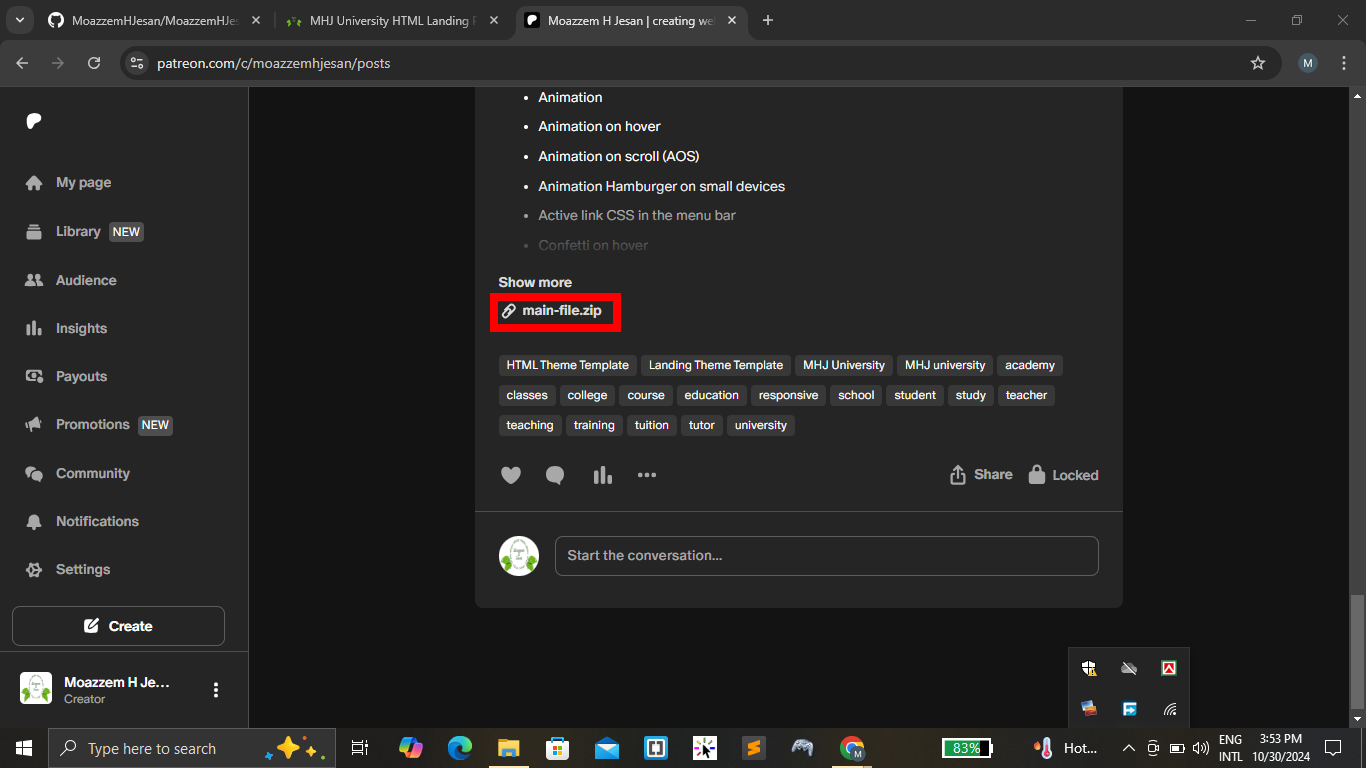 MoazzemHJesan/MoazzemHJes
MHJ University HTML Landing P
Moazzem H Jesan | creating we
patreon.com/c/moazzemhjesan/posts
M
My page
Library NEW
Audience
Insights
Payouts
Promotions NEW
Community
Notifications
Settings
Create
Moazzem H Je...
Creator
• Animation
• Animation on hover
• Animation on scroll (AOS)
• Animation Hamburger on small devices
• Active link CSS in the menu bar
• Confetti on hover
Show more
main-file.zip
HTML Theme Template Landing Theme Template MHJ University MHJ university academy
classes college course education responsive school student study teacher
teaching training tuition tutor university
Share Locked
Start the conversation...
Type here to search
M
83%
Hot...
ENG
INTL
3:53 PM
10/30/2024